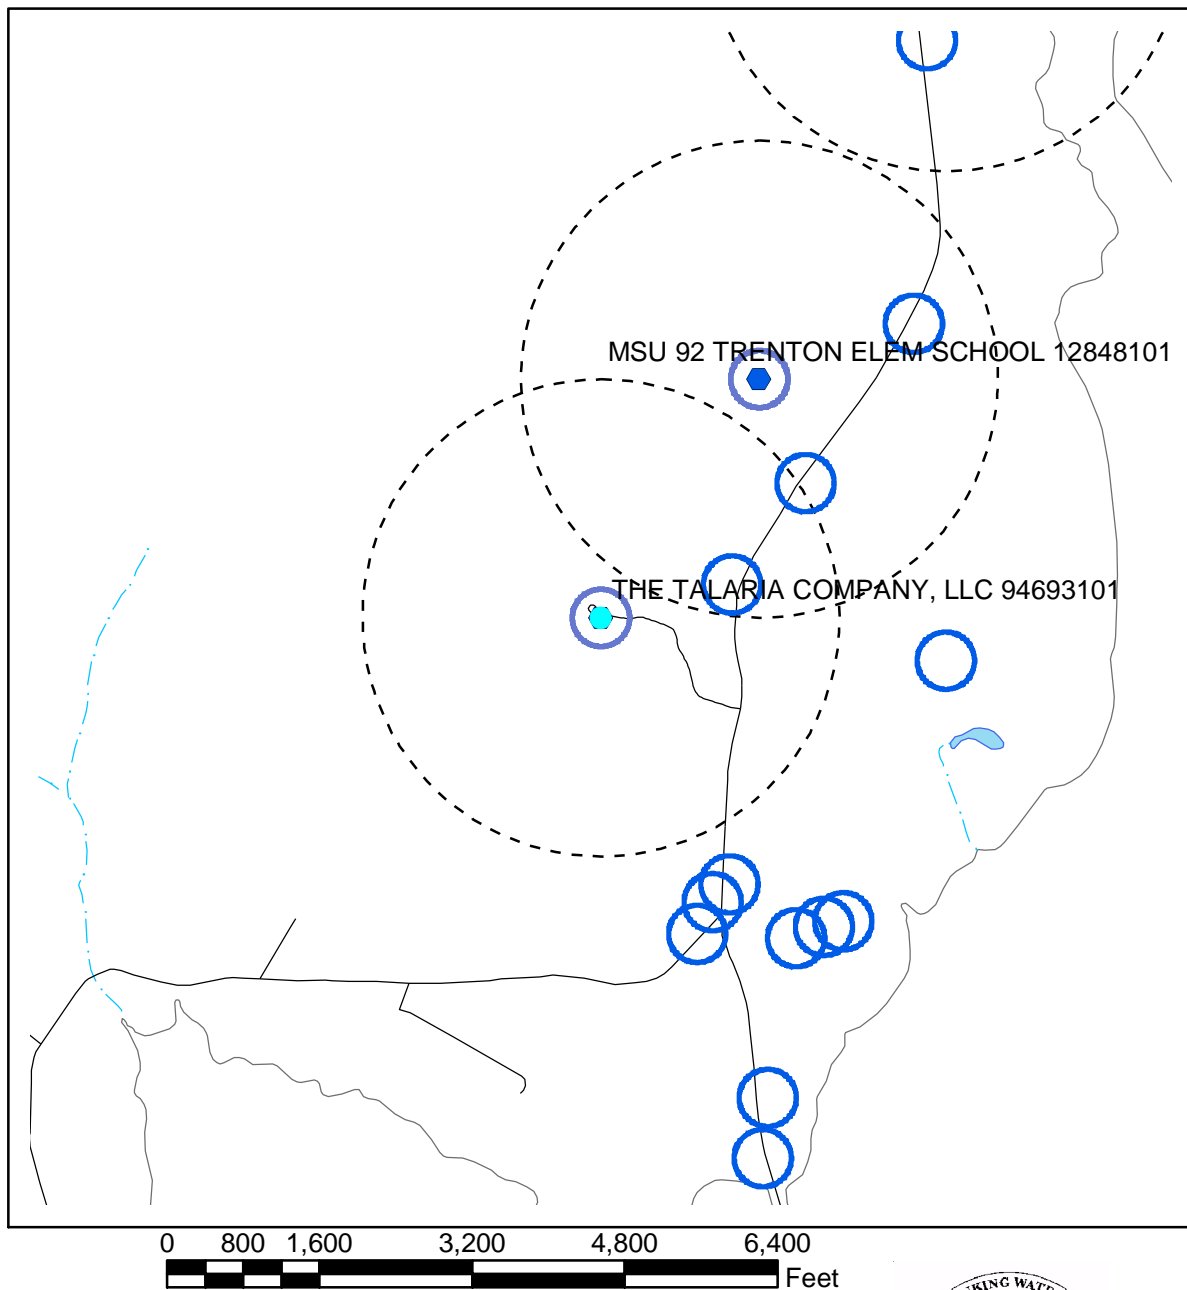 MSU 92 TRENTON ELEM SCHOOL 12848101
THE TALARIA COMPANY, LLC 94693101
0 800 1,600 3,200 4,800 6,400
Feet